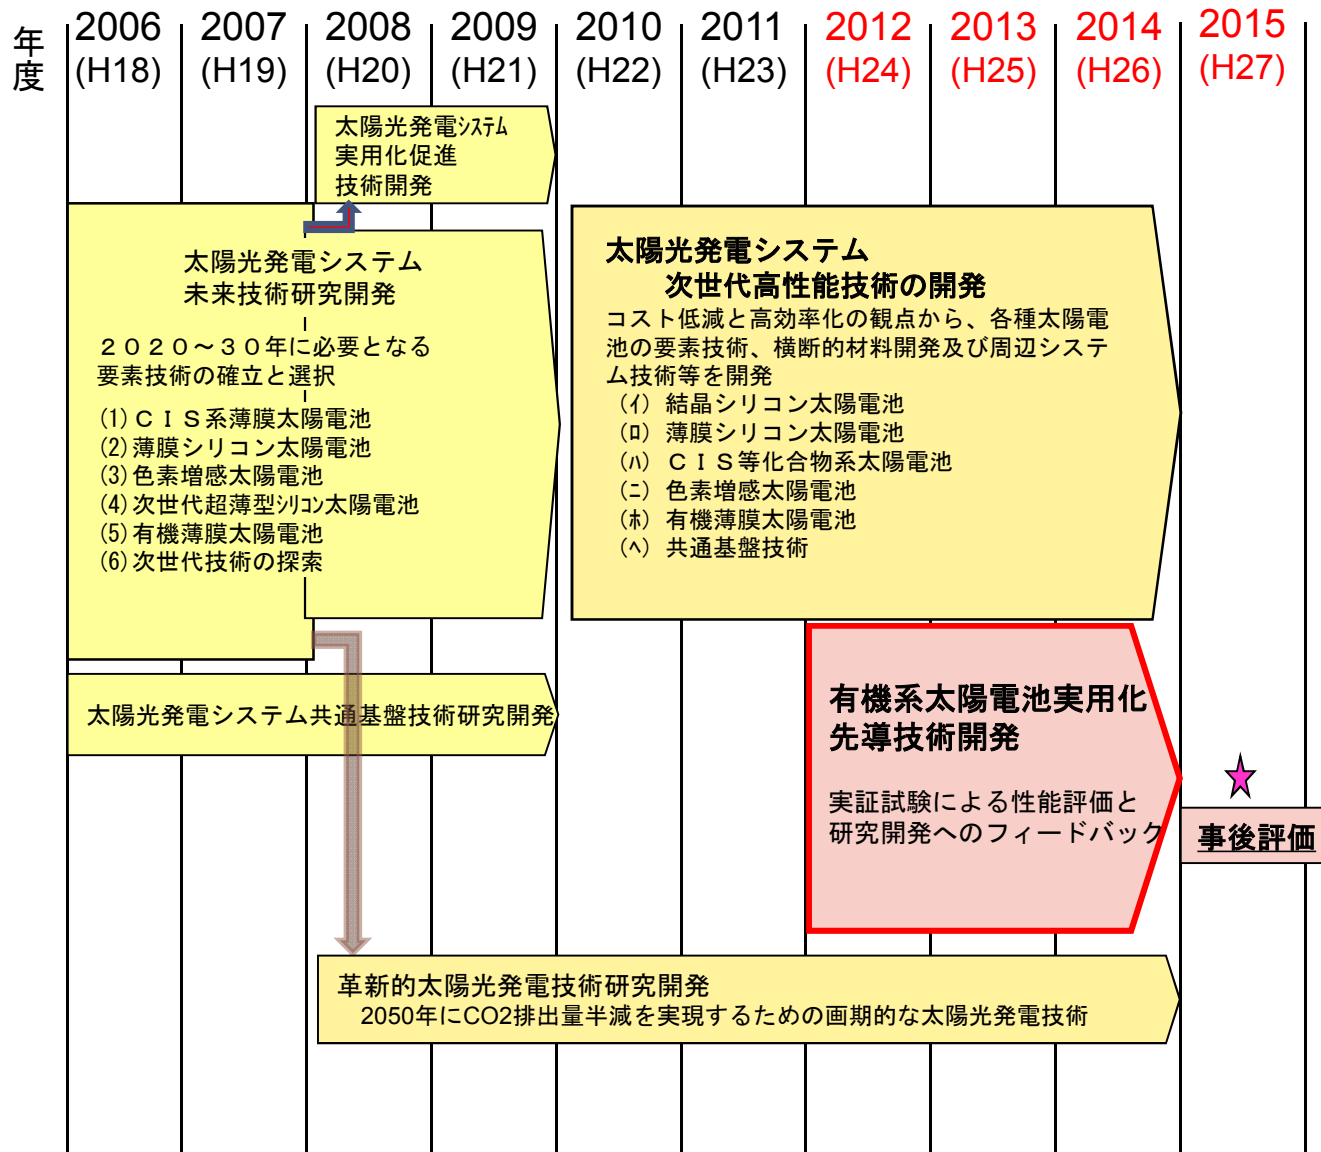 年度
2006 2007 2008 2009 2010 2011 2012 2013 2014 2015
(H18) (H19) (H20) (H21) (H22) (H23) (H24) (H25) (H26) (H27)
太陽光発電ｼｽﾃﾑ
実用化促進
技術開発
太陽光発電システム
未来技術研究開発
２０２０～３０年に必要となる
要素技術の確立と選択
(1)ＣＩＳ系薄膜太陽電池
(2)薄膜シリコン太陽電池
(3)色素増感太陽電池
(4)次世代超薄型ｼﾘｺﾝ太陽電池
(5)有機薄膜太陽電池
(6)次世代技術の探索
太陽光発電システム
次世代高性能技術の開発
コスト低減と高効率化の観点から、各種太陽電
池の要素技術、横断的材料開発及び周辺システ
ム技術等を開発
(ｲ) 結晶シリコン太陽電池
(ﾛ) 薄膜シリコン太陽電池
(ﾊ) ＣＩＳ等化合物系太陽電池
(ﾆ) 色素増感太陽電池
(ﾎ) 有機薄膜太陽電池
(ﾍ) 共通基盤技術
太陽光発電システム共通基盤技術研究開発
有機系太陽電池実用化
先導技術開発
実証試験による性能評価と
研究開発へのフィードバック
事後評価
革新的太陽光発電技術研究開発
2050年にCO2排出量半減を実現するための画期的な太陽光発電技術